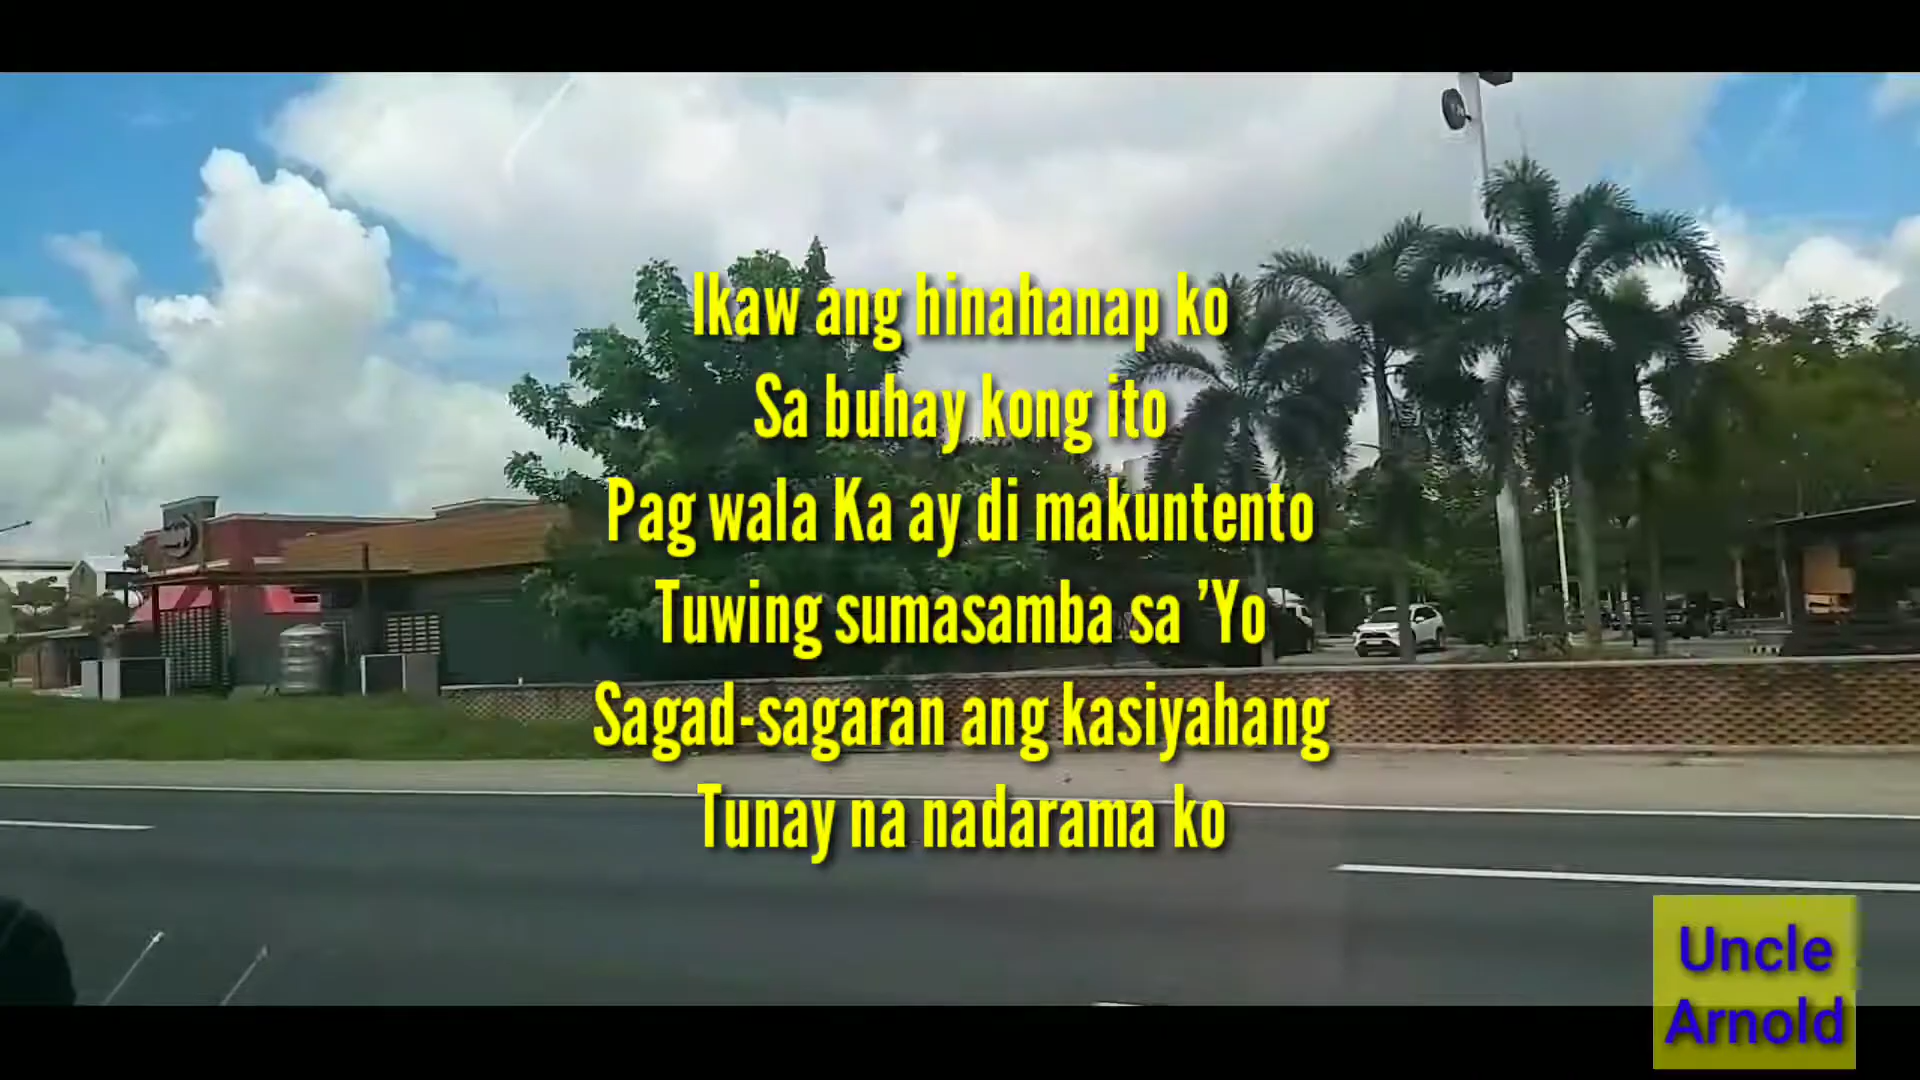 Ikaw ang hinahanap ko
Sa buhay kong ito
Pag wala Ka ay di makuntento
Tuwing sumasamba sa 'Yo
Sagad-sagaran ang kasiyahang
Tunay na nadarama ko
Uncle
Arnold